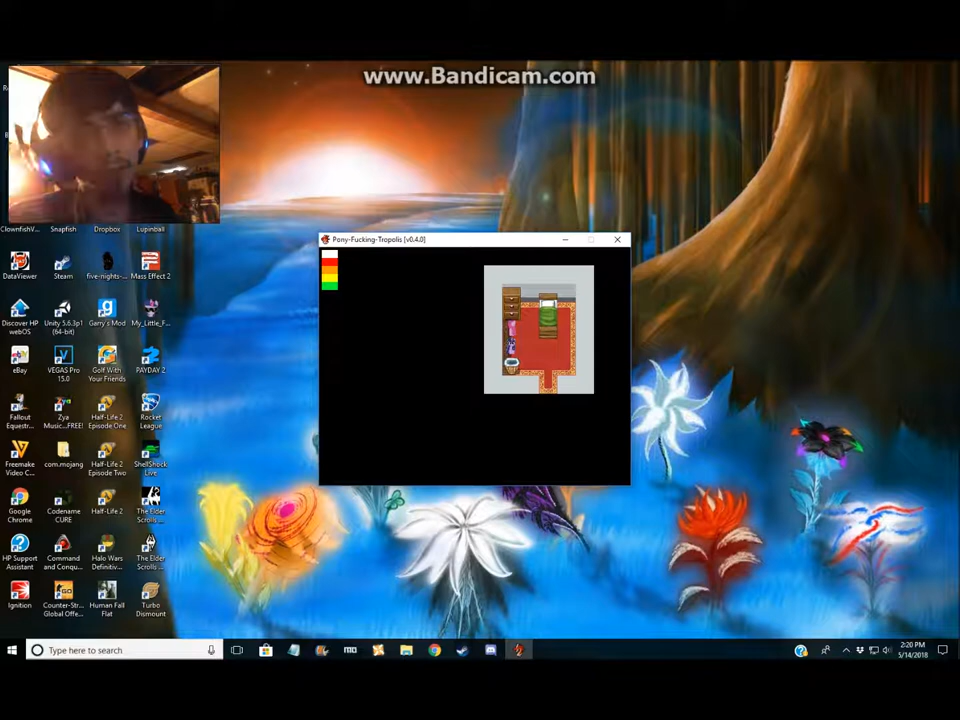 www.Bandicam.com
ClownfishV...
Snapfish
Dropbox
Lupinball
DataViewer
Steam
five-nights-...
Mass Effect 2
Discover HP webOS
Unity 5.6.3p1 (64-bit)
Garry's Mod
My_Little_F...
eBay
VEGAS Pro 15.0
Golf With Your Friends
PAYDAY 2
Fallout Equestr...
Zya Music...FREE!
Half-Life 2 Episode One
Rocket League
Freemake Video C...
com.mojang
Half-Life 2 Episode Two
ShellShock Live
Google Chrome
Codename CURE
Half-Life 2
The Elder Scrolls ...
HP Support Assistant
Command and Conqu...
Halo Wars Definitiv...
The Elder Scrolls ...
Ignition
Counter-Str... Global Offe...
Human Fall Flat
Turbo Dismount
Pony-Fucking-Tropolis [v0.4.0]
Type here to search
2:20 PM
5/14/2018